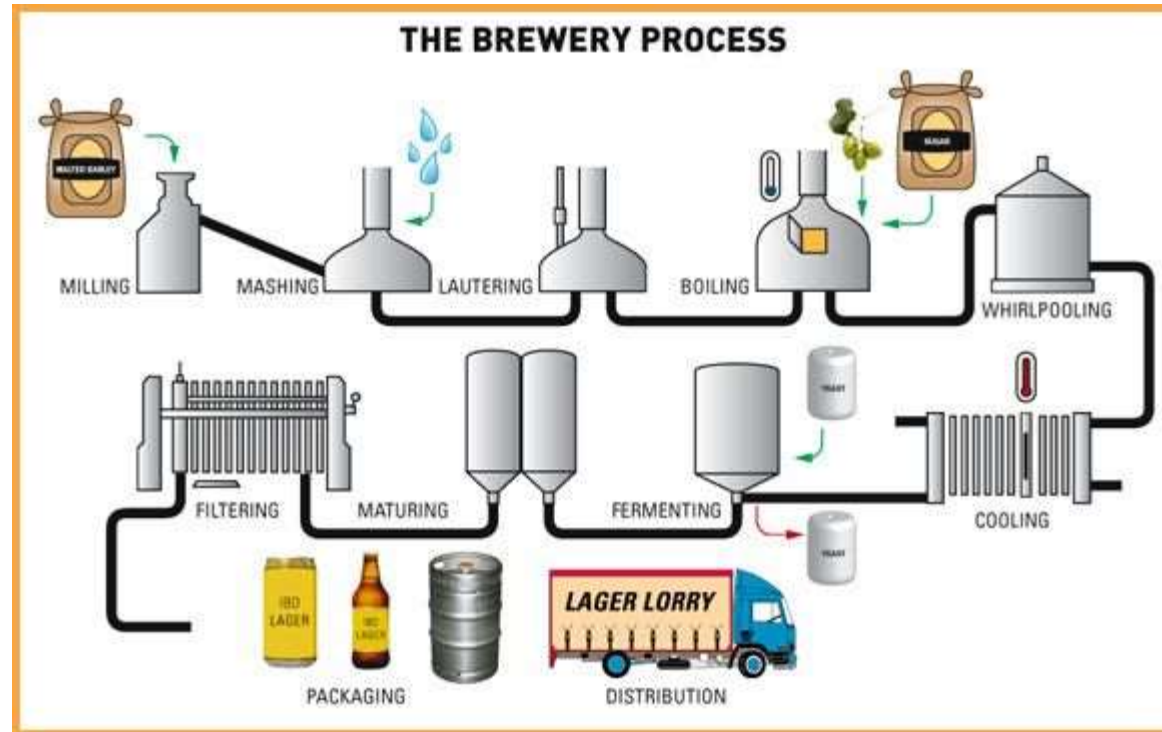 THE BREWERY PROCESS
MALTED BARLEY
SUGAR
MILLING
MASHING
LAUTERING
BOILING
WHIRLPOOLING
YEAST
FILTERING
MATURING
FERMENTING
COOLING
YEAST
IBD
LAGER
IBD
LAGER
LAGER LORRY
PACKAGING
DISTRIBUTION